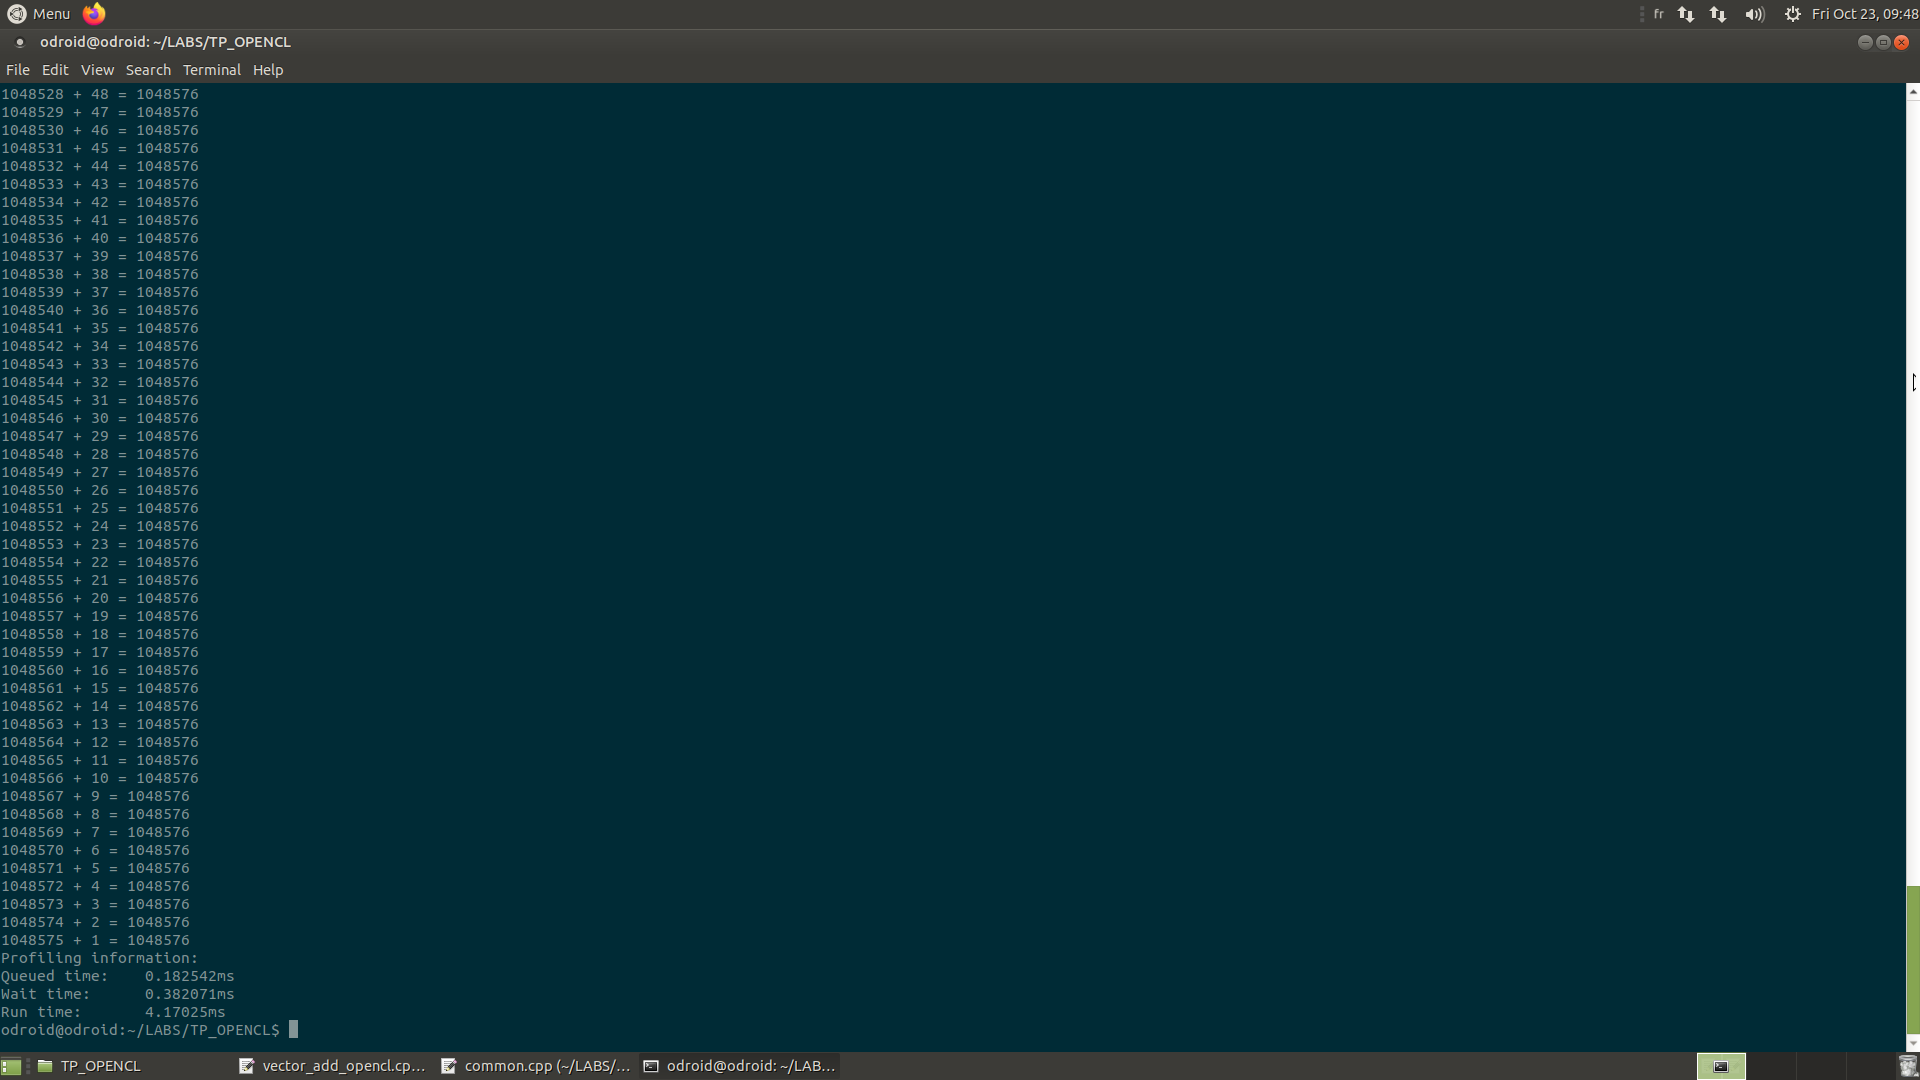 Menu fr Fri Oct 23, 09:48
odroid@odroid: ~/LABS/TP_OPENCL
File Edit View Search Terminal Help
1048528 + 48 = 1048576
1048529 + 47 = 1048576
1048530 + 46 = 1048576
1048531 + 45 = 1048576
1048532 + 44 = 1048576
1048533 + 43 = 1048576
1048534 + 42 = 1048576
1048535 + 41 = 1048576
1048536 + 40 = 1048576
1048537 + 39 = 1048576
1048538 + 38 = 1048576
1048539 + 37 = 1048576
1048540 + 36 = 1048576
1048541 + 35 = 1048576
1048542 + 34 = 1048576
1048543 + 33 = 1048576
1048544 + 32 = 1048576
1048545 + 31 = 1048576
1048546 + 30 = 1048576
1048547 + 29 = 1048576
1048548 + 28 = 1048576
1048549 + 27 = 1048576
1048550 + 26 = 1048576
1048551 + 25 = 1048576
1048552 + 24 = 1048576
1048553 + 23 = 1048576
1048554 + 22 = 1048576
1048555 + 21 = 1048576
1048556 + 20 = 1048576
1048557 + 19 = 1048576
1048558 + 18 = 1048576
1048559 + 17 = 1048576
1048560 + 16 = 1048576
1048561 + 15 = 1048576
1048562 + 14 = 1048576
1048563 + 13 = 1048576
1048564 + 12 = 1048576
1048565 + 11 = 1048576
1048566 + 10 = 1048576
1048567 + 9 = 1048576
1048568 + 8 = 1048576
1048569 + 7 = 1048576
1048570 + 6 = 1048576
1048571 + 5 = 1048576
1048572 + 4 = 1048576
1048573 + 3 = 1048576
1048574 + 2 = 1048576
1048575 + 1 = 1048576
Profiling information:
Queued time: 0.182542ms
Wait time: 0.382071ms
Run time: 4.17025ms
odroid@odroid:~/LABS/TP_OPENCL$
TP_OPENCL vector_add_opencl.cp... common.cpp (~/LABS/... odroid@odroid: ~/LAB...